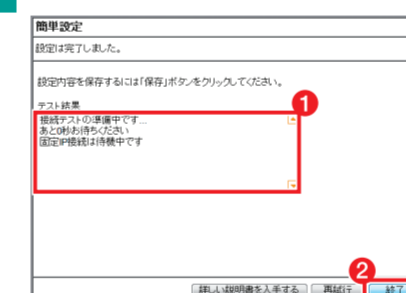 簡単設定
設定は完了しました。
設定内容を保存するには「保存」ボタンをクリックしてください。
テスト結果
1
接続テストの準備中です...
あと0秒お待ちください
固定IP接続は待機中です
2
詳しい説明書を入手する 再試行 終了